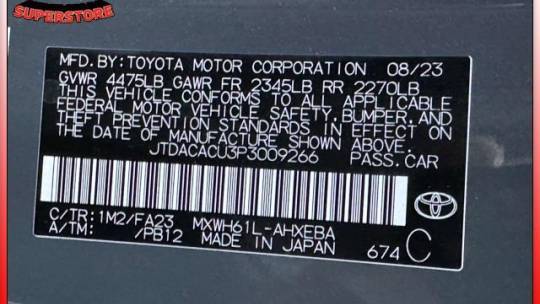 SUPERSTORE
MFD.BY:TOYOTA MOTOR CORPORATION 08/23
GVWR 4475LB GAWR FR 2345LB RR 2270LB
THIS VEHICLE CONFORMS TO ALL APPLICABLE
FEDERAL MOTOR VEHICLE SAFETY,BUMPER,AND
THEFT PREVENTION STANDARDS IN EFFECT ON
THE DATE OF MANUFACTURE SHOWN ABOVE.
JTDACACU3P3009266 PASS.CAR
C/TR:1M2/FA23 MXWH61L-AHXEBA
A/TM: /PB12 MADE IN JAPAN 674 C